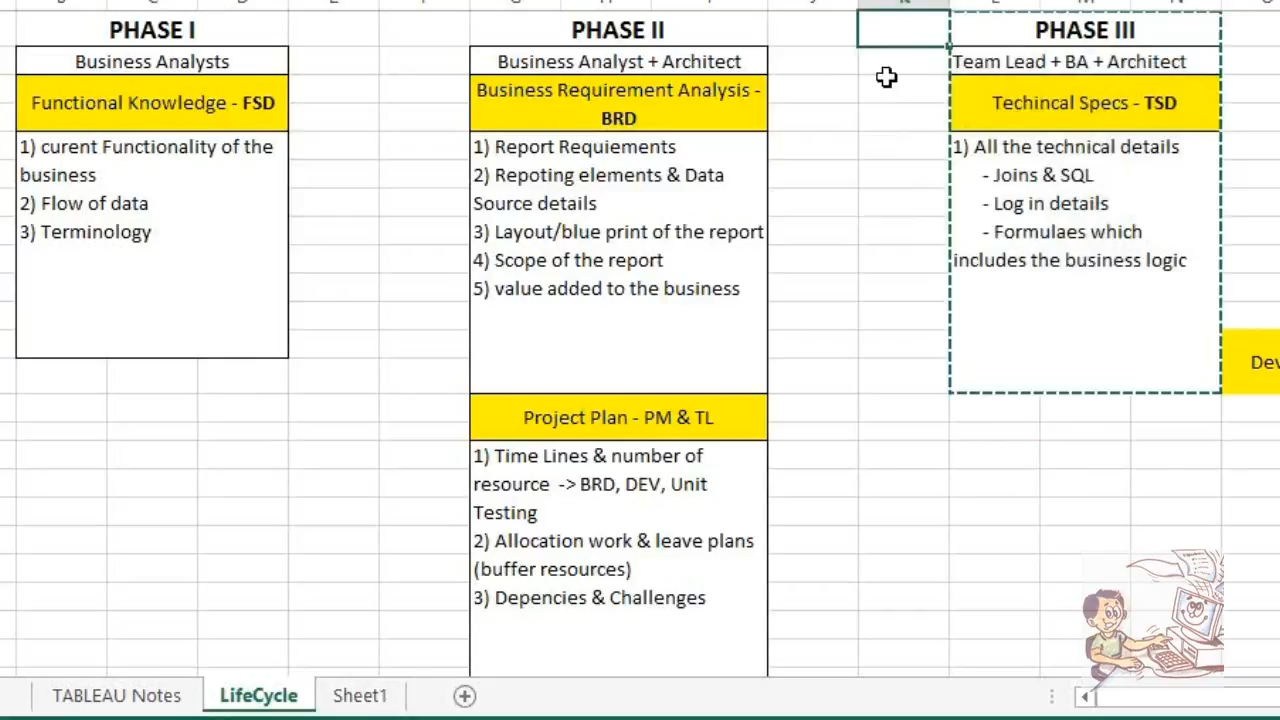 PHASE I
Business Analysts
Functional Knowledge - FSD
1) curent Functionality of the
business
2) Flow of data
3) Terminology
PHASE II
Business Analyst + Architect
Business Requirement Analysis -
BRD
1) Report Requiements
2) Repoting elements & Data
Source details
3) Layout/blue print of the report
4) Scope of the report
5) value added to the business
Project Plan - PM & TL
1) Time Lines & number of
resource -> BRD, DEV, Unit
Testing
2) Allocation work & leave plans
(buffer resources)
3) Depencies & Challenges
PHASE III
Team Lead + BA + Architect
Techincal Specs - TSD
1) All the technical details
- Joins & SQL
- Log in details
- Formulaes which
includes the business logic
Dev
TABLEAU Notes
LifeCycle
Sheet1